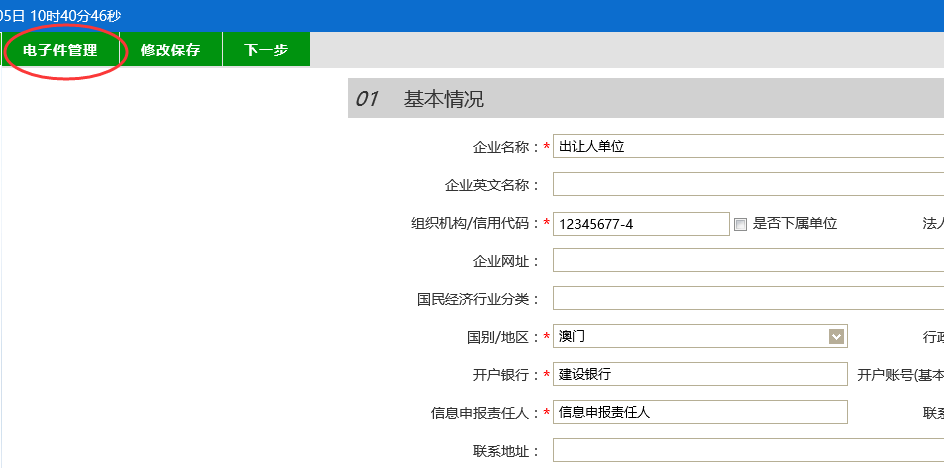 05日 10时40分46秒
电子件管理 修改保存 下一步
01 基本情况
企业名称：* 出让人单位
企业英文名称：
组织机构/信用代码：* 12345677-4 是否下属单位 法人
企业网址：
国民经济行业分类：
国别/地区：* 澳门 行政
开户银行：* 建设银行 开户账号(基本
信息申报责任人：* 信息申报责任人 联系
联系地址：